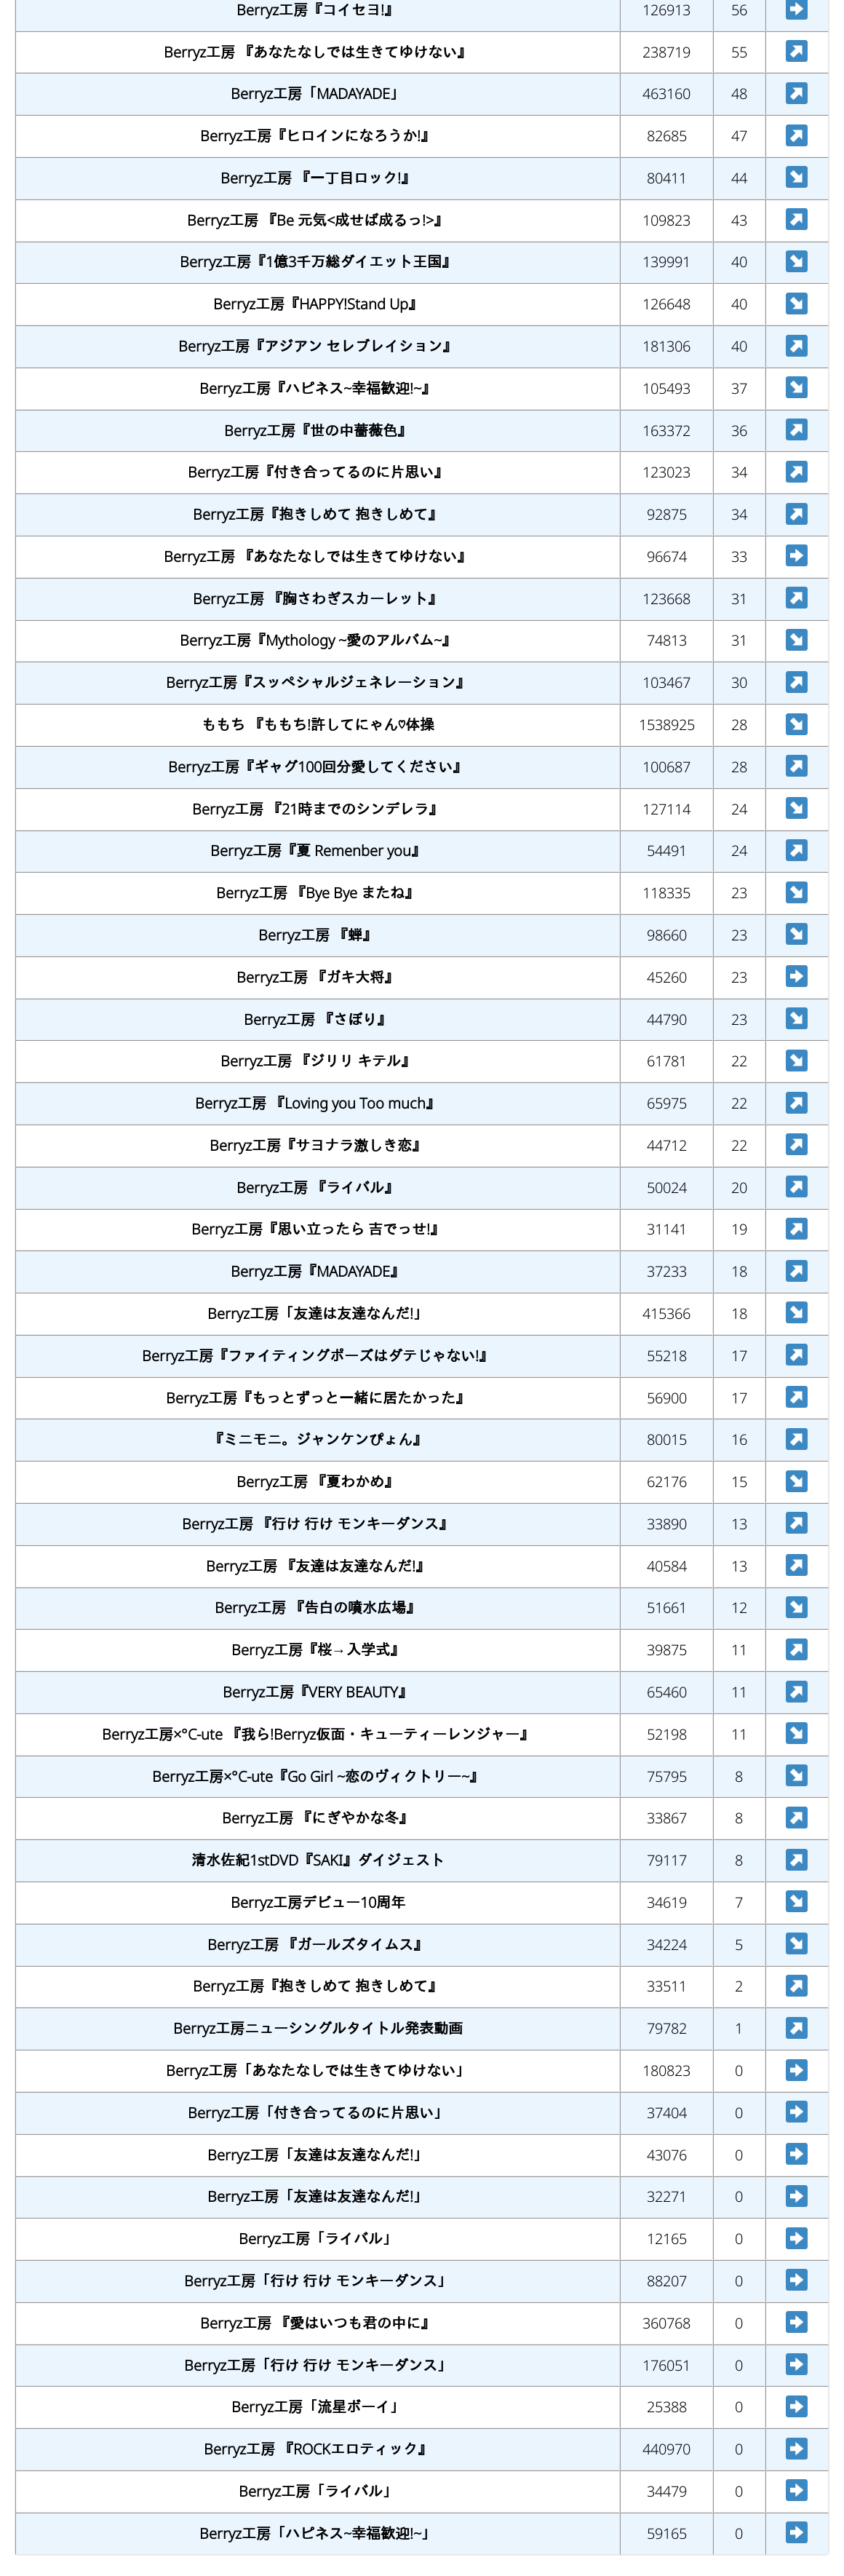 Berryz工房『コイセヨ!』 126913 56 ➡
Berryz工房 『あなたなしでは生きてゆけない』 238719 55 ↗
Berryz工房「MADAYADE」 463160 48 ↗
Berryz工房『ヒロインになろうか!』 82685 47 ↗
Berryz工房 『一丁目ロック!』 80411 44 ↘
Berryz工房 『Be 元気<成せば成るっ!>』 109823 43 ↗
Berryz工房『1億3千万総ダイエット王国』 139991 40 ↘
Berryz工房『HAPPY!Stand Up』 126648 40 ↘
Berryz工房『アジアン セレブレイション』 181306 40 ↗
Berryz工房『ハピネス~幸福歓迎!~』 105493 37 ↘
Berryz工房『世の中薔薇色』 163372 36 ↗
Berryz工房『付き合ってるのに片思い』 123023 34 ↗
Berryz工房『抱きしめて 抱きしめて』 92875 34 ↗
Berryz工房 『あなたなしでは生きてゆけない』 96674 33 ➡
Berryz工房 『胸さわぎスカーレット』 123668 31 ↗
Berryz工房『Mythology ~愛のアルバム~』 74813 31 ↘
Berryz工房『スッペシャルジェネレーション』 103467 30 ↗
ももち 『ももち!許してにゃん♡体操 1538925 28 ↘
Berryz工房『ギャグ100回分愛してください』 100687 28 ↗
Berryz工房 『21時までのシンデレラ』 127114 24 ↘
Berryz工房『夏 Remenber you』 54491 24 ↗
Berryz工房 『Bye Bye またね』 118335 23 ↘
Berryz工房 『蝉』 98660 23 ↘
Berryz工房 『ガキ大将』 45260 23 ➡
Berryz工房 『さぼり』 44790 23 ↘
Berryz工房 『ジリリ キテル』 61781 22 ↘
Berryz工房 『Loving you Too much』 65975 22 ↗
Berryz工房『サヨナラ激しき恋』 44712 22 ↗
Berryz工房 『ライバル』 50024 20 ↗
Berryz工房『思い立ったら 吉でっせ!』 31141 19 ↗
Berryz工房『MADAYADE』 37233 18 ↗
Berryz工房「友達は友達なんだ!」 415366 18 ↘
Berryz工房『ファイティングポーズはダテじゃない!』 55218 17 ↗
Berryz工房『もっとずっと一緒に居たかった』 56900 17 ↗
『ミニモニ。ジャンケンぴょん』 80015 16 ↗
Berryz工房 『夏わかめ』 62176 15 ↘
Berryz工房 『行け 行け モンキーダンス』 33890 13 ↗
Berryz工房 『友達は友達なんだ!』 40584 13 ↗
Berryz工房 『告白の噴水広場』 51661 12 ↘
Berryz工房『桜→入学式』 39875 11 ↗
Berryz工房『VERY BEAUTY』 65460 11 ↗
Berryz工房×°C-ute 『我ら!Berryz仮面・キューティーレンジャー』 52198 11 ↘
Berryz工房×°C-ute『Go Girl ~恋のヴィクトリー~』 75795 8 ↘
Berryz工房 『にぎやかな冬』 33867 8 ↗
清水佐紀1stDVD『SAKI』ダイジェスト 79117 8 ↗
Berryz工房デビュー10周年 34619 7 ↘
Berryz工房 『ガールズタイムス』 34224 5 ↘
Berryz工房『抱きしめて 抱きしめて』 33511 2 ↗
Berryz工房ニューシングルタイトル発表動画 79782 1 ↗
Berryz工房「あなたなしでは生きてゆけない」 180823 0 ➡
Berryz工房「付き合ってるのに片思い」 37404 0 ➡
Berryz工房「友達は友達なんだ!」 43076 0 ➡
Berryz工房「友達は友達なんだ!」 32271 0 ➡
Berryz工房「ライバル」 12165 0 ➡
Berryz工房「行け 行け モンキーダンス」 88207 0 ➡
Berryz工房 『愛はいつも君の中に』 360768 0 ➡
Berryz工房「行け 行け モンキーダンス」 176051 0 ➡
Berryz工房「流星ボーイ」 25388 0 ➡
Berryz工房 『ROCKエロティック』 440970 0 ➡
Berryz工房「ライバル」 34479 0 ➡
Berryz工房「ハピネス~幸福歓迎!~」 59165 0 ➡